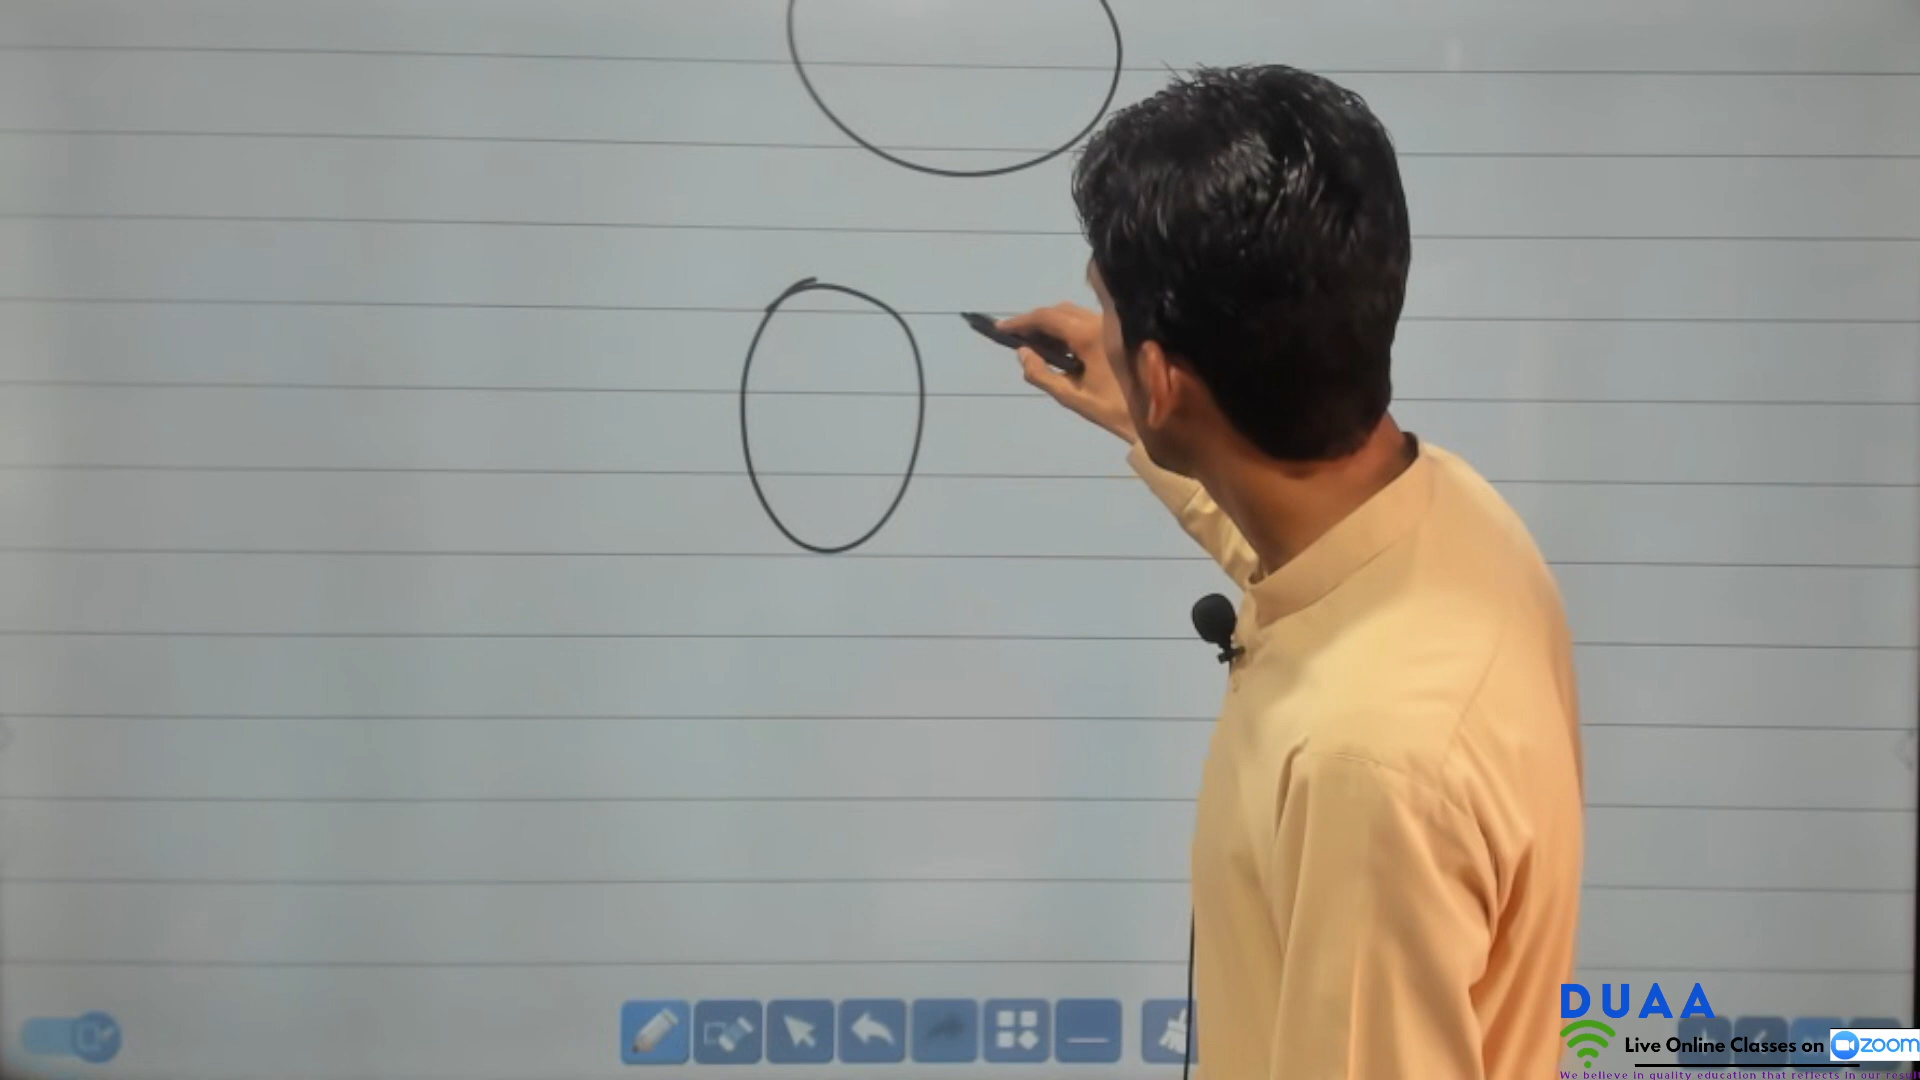 DUAA
Live Online Classes on zoom
We believe in quality education that reflects in our result